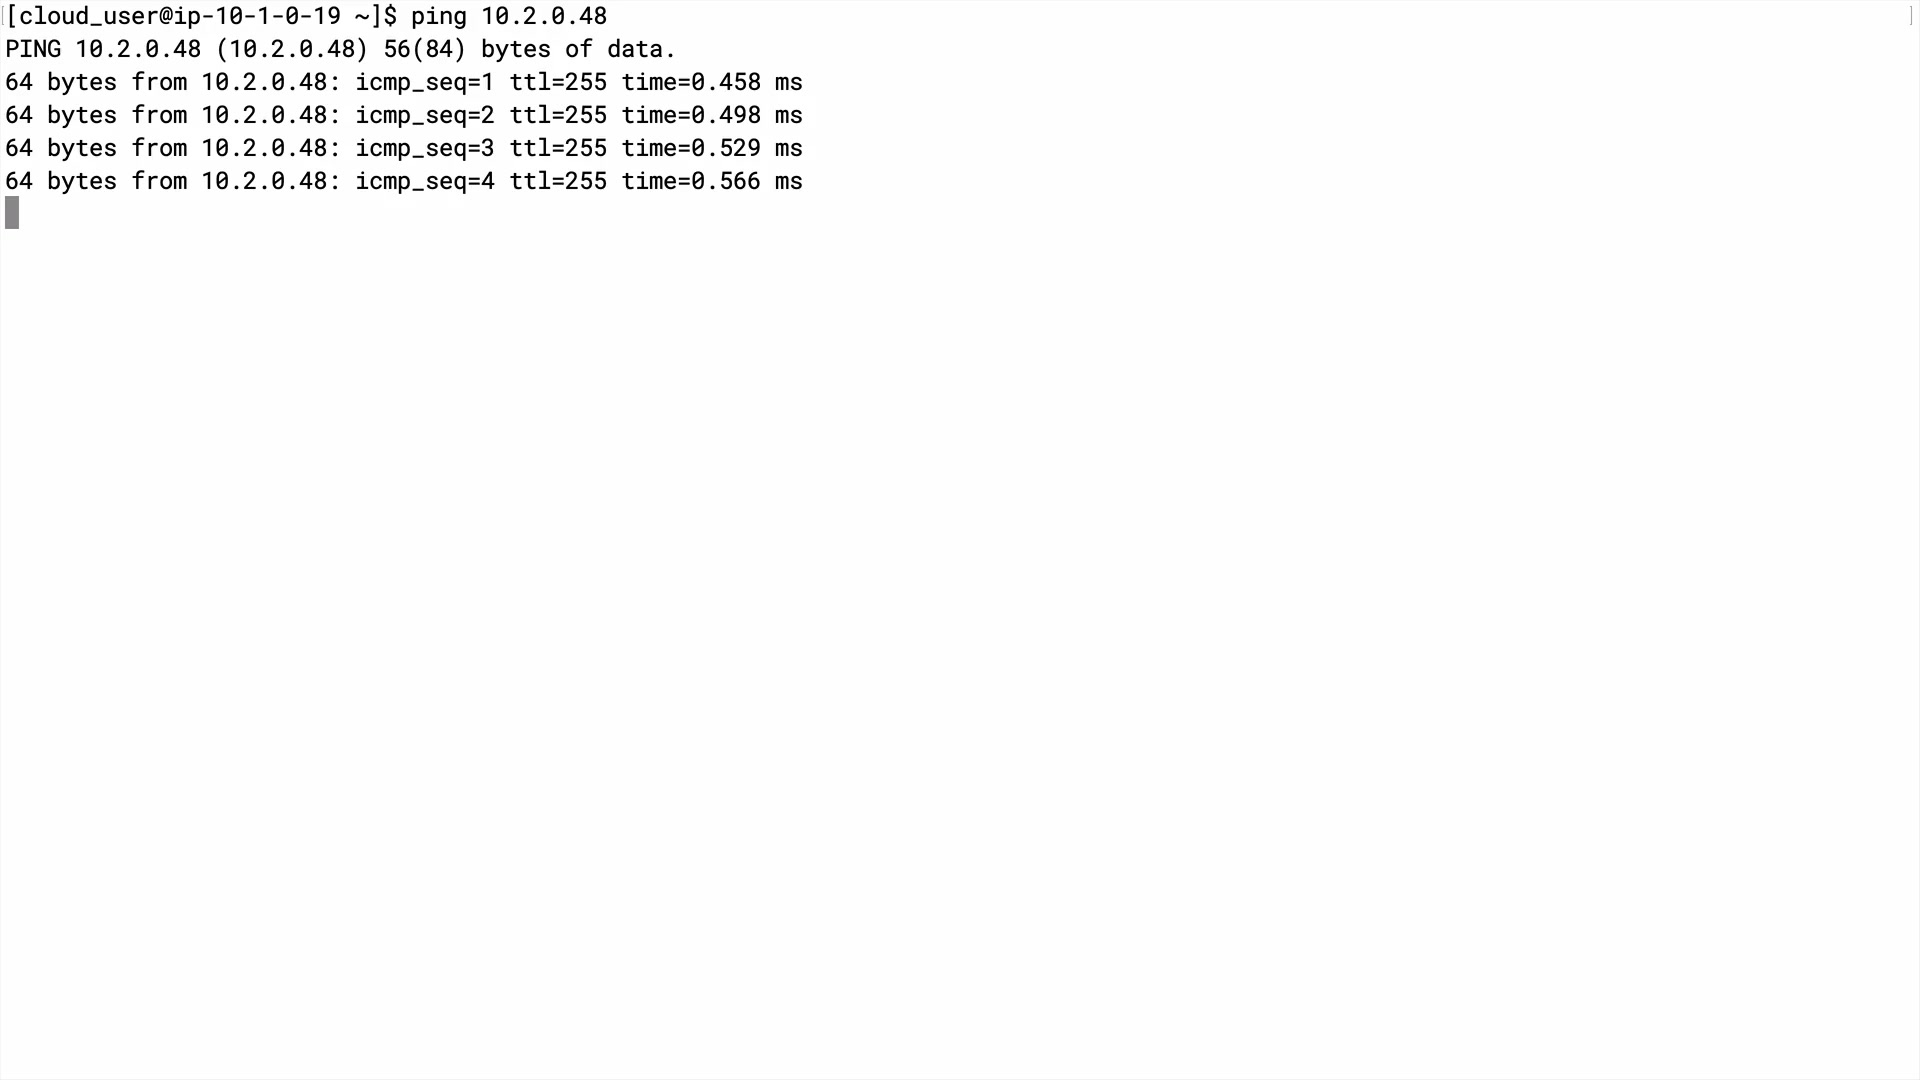 [cloud_user@ip-10-1-0-19 ~]$ ping 10.2.0.48
PING 10.2.0.48 (10.2.0.48) 56(84) bytes of data.
64 bytes from 10.2.0.48: icmp_seq=1 ttl=255 time=0.458 ms
64 bytes from 10.2.0.48: icmp_seq=2 ttl=255 time=0.498 ms
64 bytes from 10.2.0.48: icmp_seq=3 ttl=255 time=0.529 ms
64 bytes from 10.2.0.48: icmp_seq=4 ttl=255 time=0.566 ms